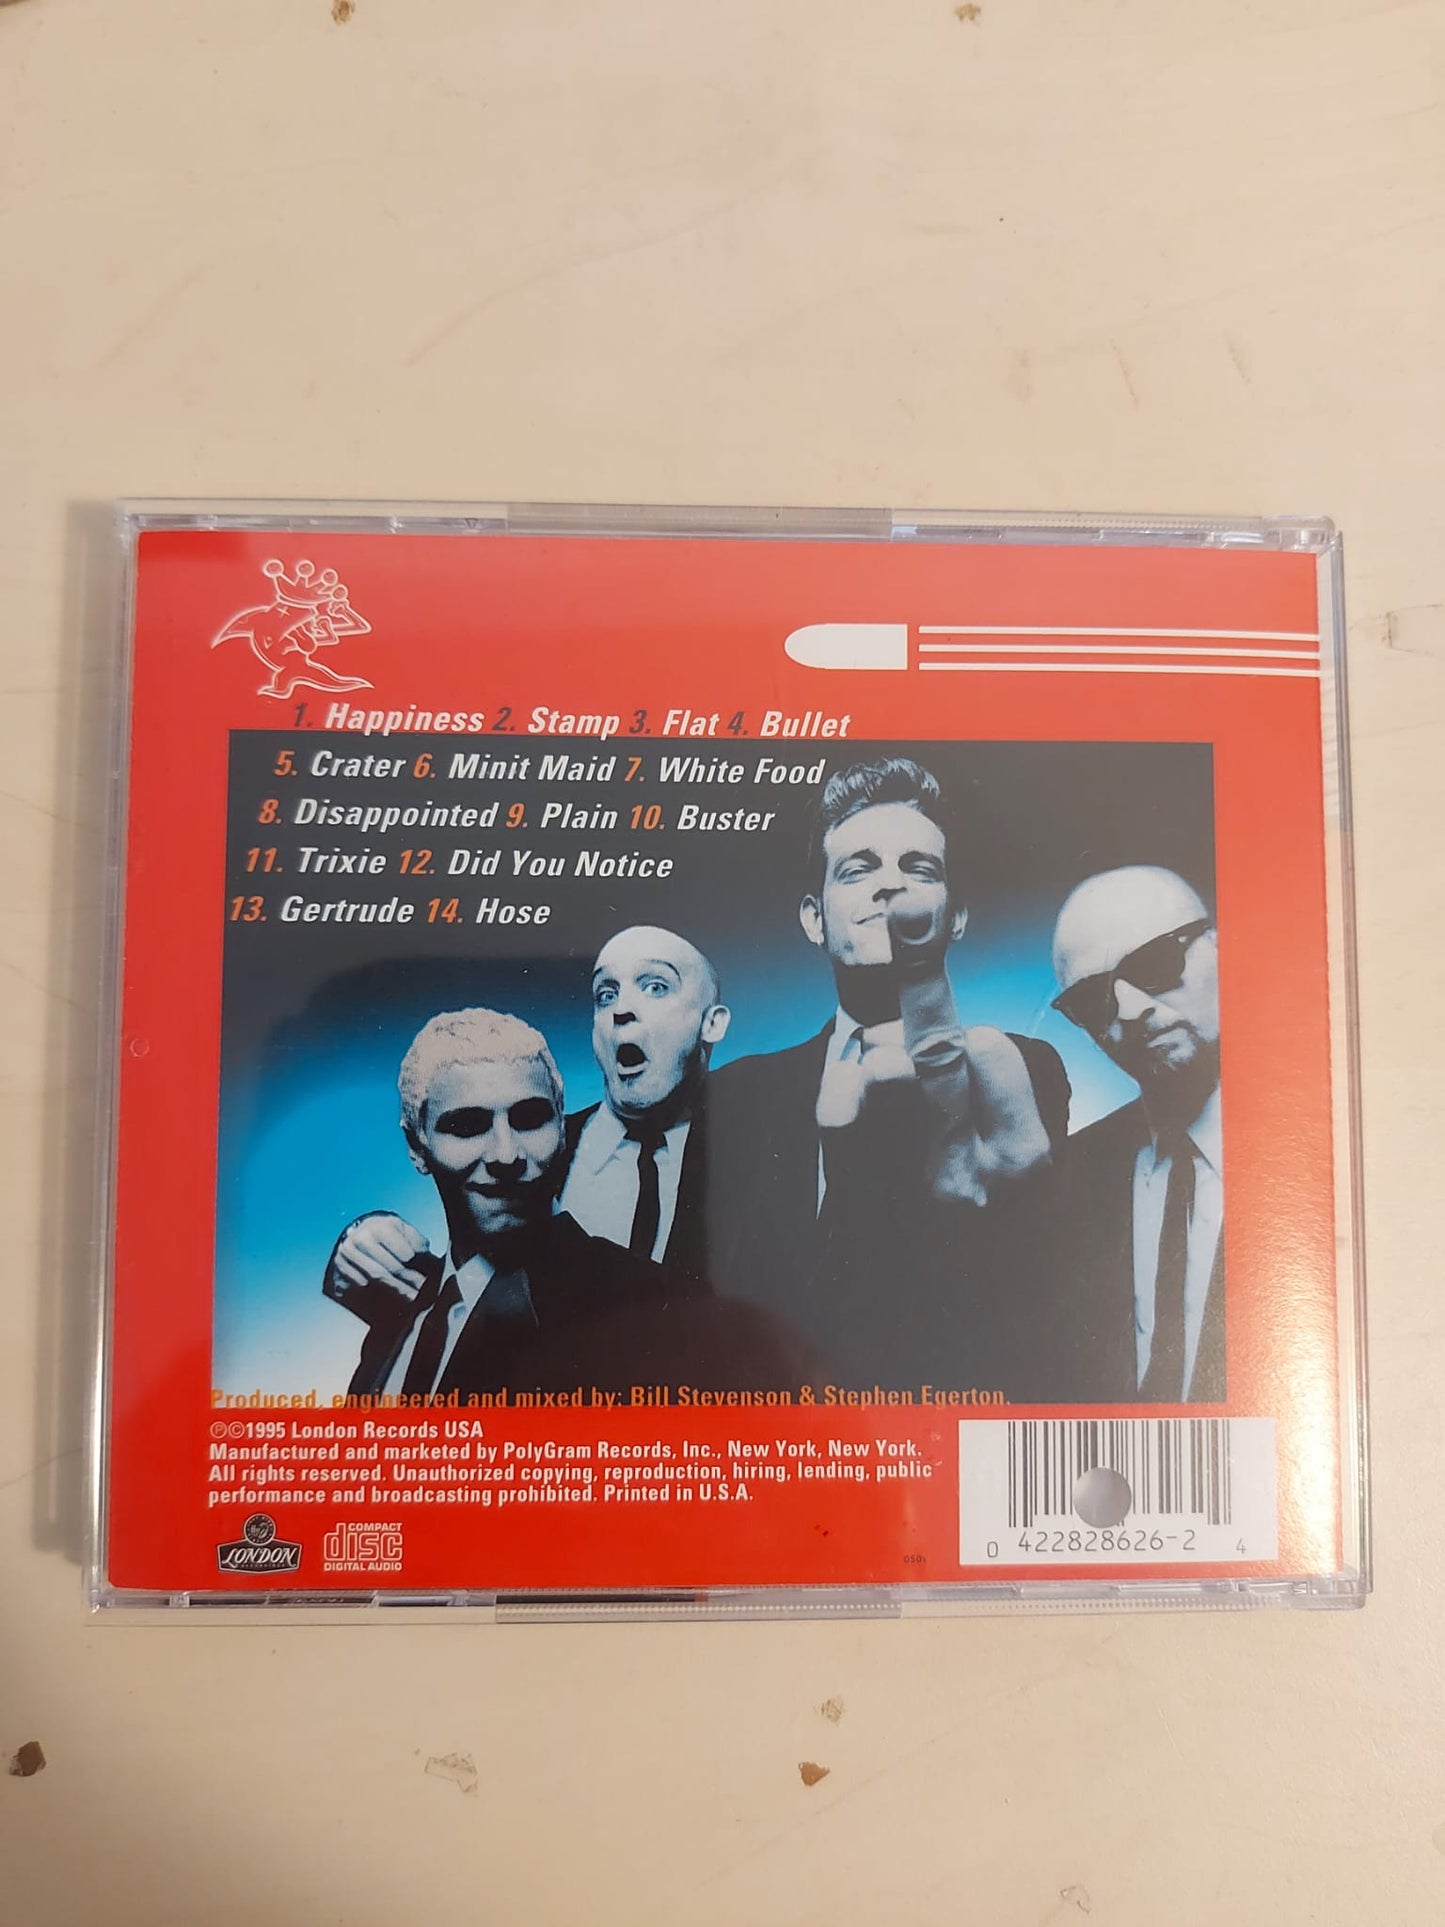 1. Happiness 2. Stamp 3. Flat 4. Bullet
5. Crater 6. Minit Maid 7. White Food
8. Disappointed 9. Plain 10. Buster
11. Trixie 12. Did You Notice
13. Gertrude 14. Hose
Produced, engineered and mixed by: Bill Stevenson & Stephen Egerton.
℗©1995 London Records USA
Manufactured and marketed by PolyGram Records, Inc., New York, New York.
All rights reserved. Unauthorized copying, reproduction, hiring, lending, public
performance and broadcasting prohibited. Printed in U.S.A.
LONDON
COMPACT
disc
DIGITAL AUDIO
0 422828626-2 4